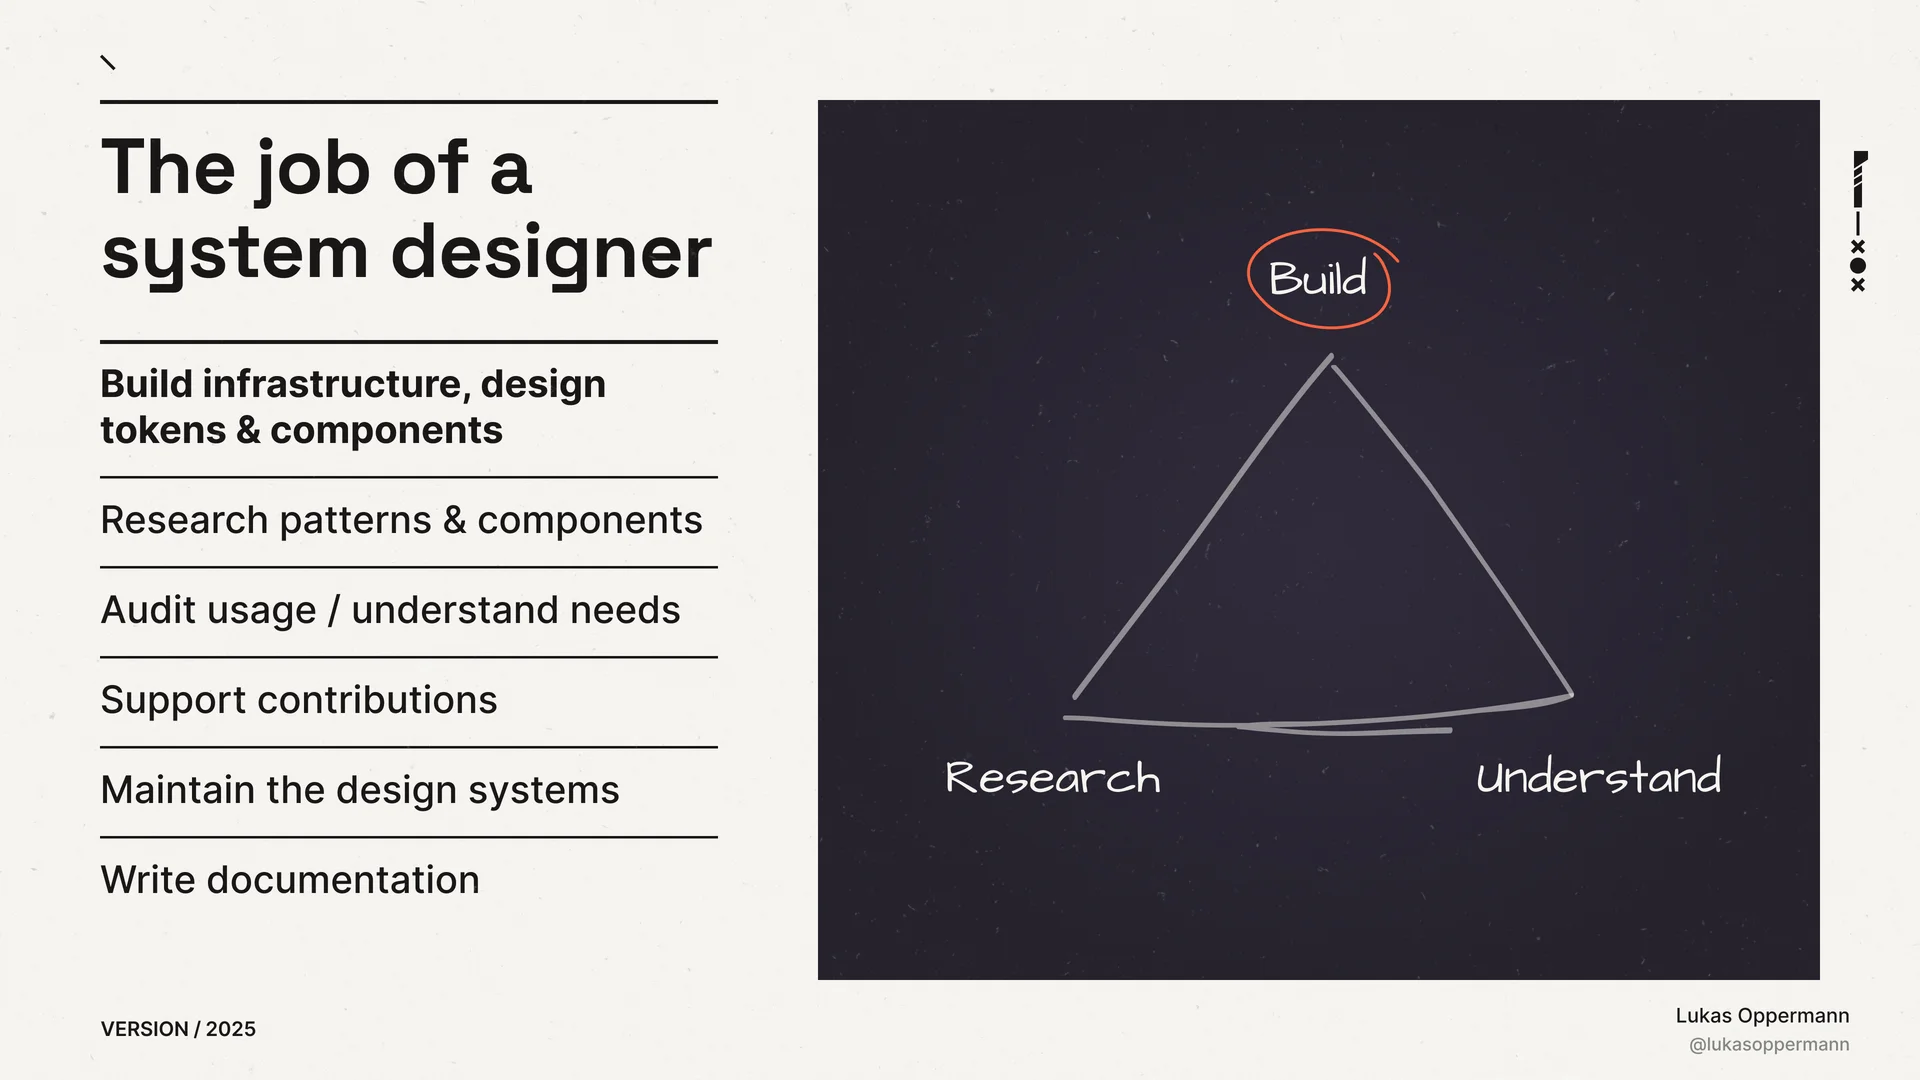 The job of a
system designer
Build infrastructure, design
tokens & components
Research patterns & components
Audit usage / understand needs
Support contributions
Maintain the design systems
Write documentation
Build
Research
Understand
VERSION / 2025
Lukas Oppermann
@lukasoppermann